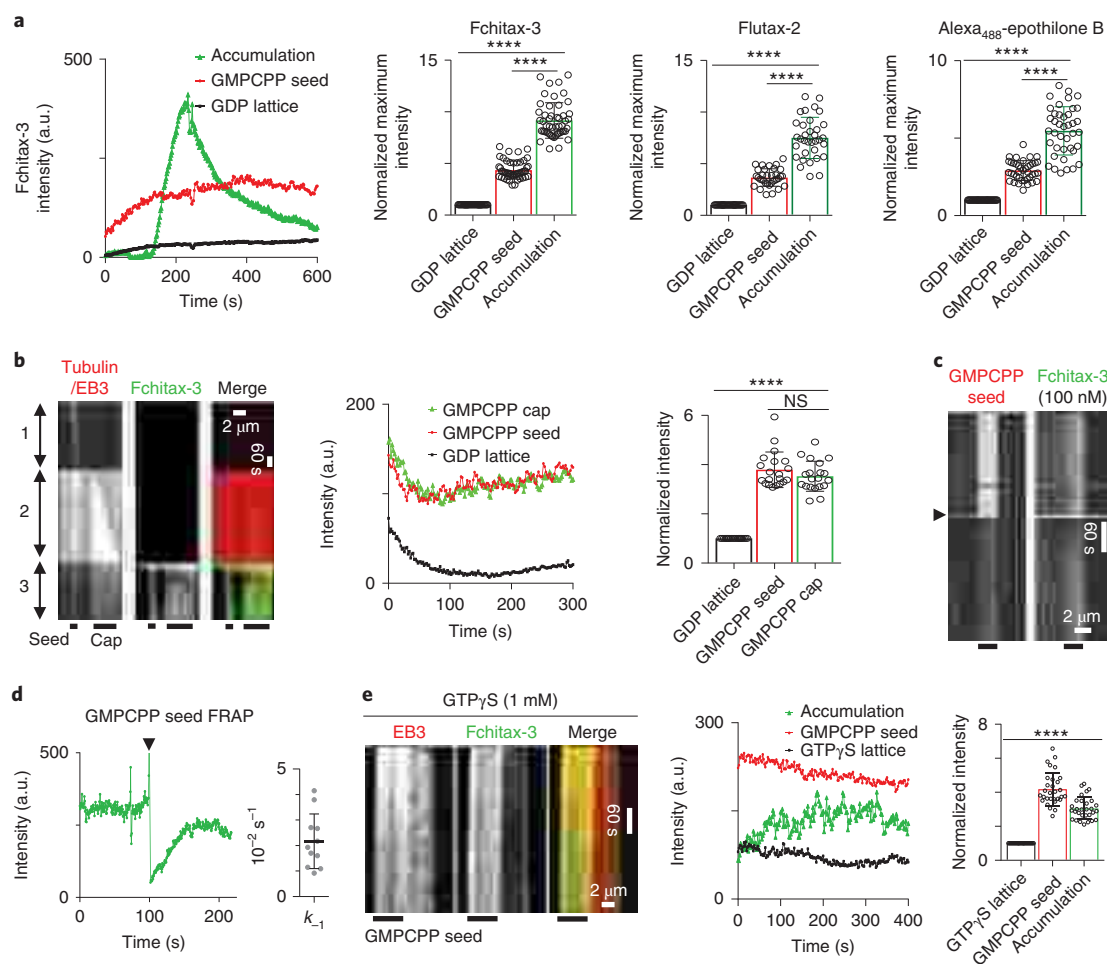 a
Fchitax-3
intensity (a.u.)
500
0
0 200 400 600
Time (s)
Accumulation
GMPCPP seed
GDP lattice
Fchitax-3
****
****
Normalized maximum
intensity
15
0
GDP lattice
GMPCPP seed
Accumulation
Flutax-2
****
****
Normalized maximum
intensity
15
0
GDP lattice
GMPCPP seed
Accumulation
Alexa488-epothilone B
****
****
Normalized maximum
intensity
10
5
0
GDP lattice
GMPCPP seed
Accumulation
b
Tubulin
/EB3
Fchitax-3
Merge
1
2
3
2 μm
60 s
Seed
Cap
Intensity (a.u.)
200
0
0 100 200 300
Time (s)
GMPCPP cap
GMPCPP seed
GDP lattice
****
NS
Normalized intensity
6
3
0
GDP lattice
GMPCPP seed
GMPCPP cap
c
GMPCPP
seed
Fchitax-3
(100 nM)
60 s
2 μm
d
GMPCPP seed FRAP
Intensity (a.u.)
500
0
0 100 200
Time (s)
10⁻² s⁻¹
5
0
k₋₁
e
GTPγS (1 mM)
EB3
Fchitax-3
Merge
60 s
2 μm
GMPCPP seed
Intensity (a.u.)
300
0
0 100 200 300 400
Time (s)
Accumulation
GMPCPP seed
GTPγS lattice
****
Normalized intensity
8
4
0
GTPγS lattice
GMPCPP seed
Accumulation